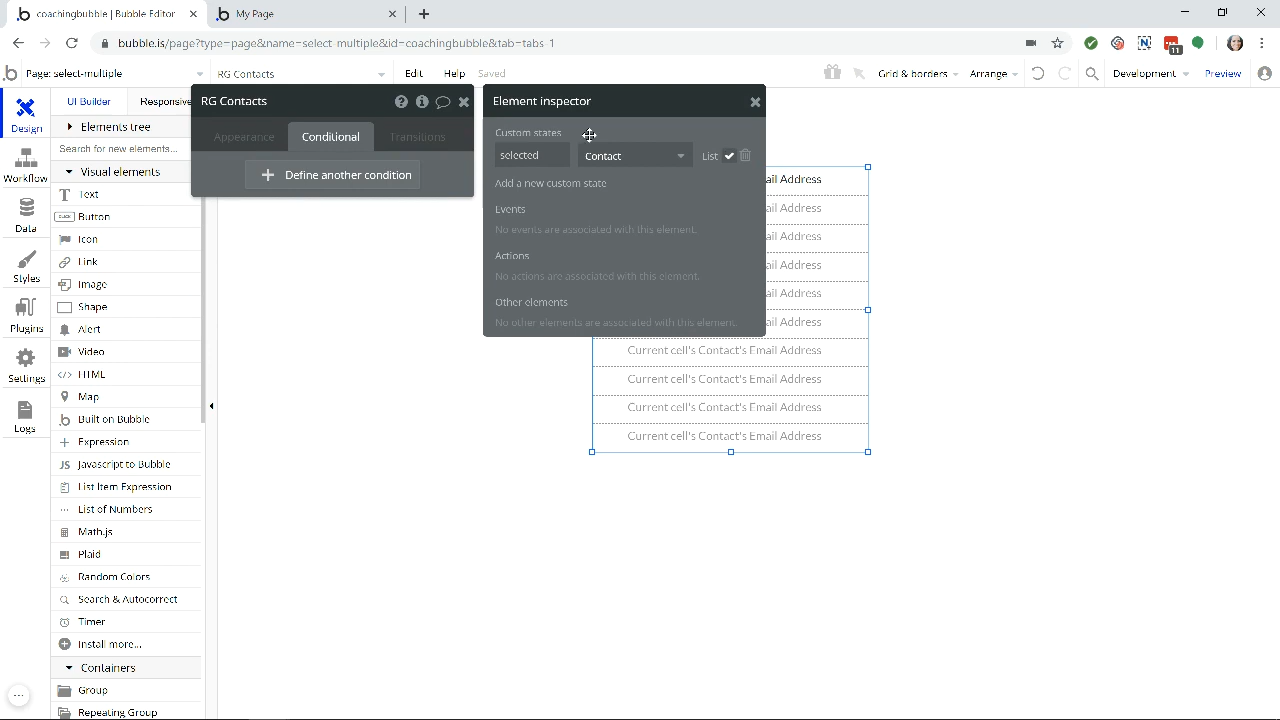 coachingbubble | Bubble Editor
My Page
bubble.is/page?type=page&name=select-multiple&id=coachingbubble&tab=tabs-1
11
Page: select-multiple
RG Contacts
Edit
Help
Saved
Grid & borders
Arrange
Development
Preview
Design
Workflow
Data
Styles
Plugins
Settings
Logs
UI Builder
Responsive
Elements tree
Search for new elements...
Visual elements
Text
Button
Icon
Link
Image
Shape
Alert
Video
HTML
Map
Built on Bubble
Expression
Javascript to Bubble
List Item Expression
List of Numbers
Math.js
Plaid
Random Colors
Search & Autocorrect
Timer
Install more...
Containers
Group
Repeating Group
RG Contacts
Appearance
Conditional
Transitions
Define another condition
Element inspector
Custom states
selected
Contact
List
Add a new custom state
Events
No events are associated with this element.
Actions
No actions are associated with this element.
Other elements
No other elements are associated with this element.
ail Address
ail Address
ail Address
ail Address
ail Address
ail Address
Current cell's Contact's Email Address
Current cell's Contact's Email Address
Current cell's Contact's Email Address
Current cell's Contact's Email Address